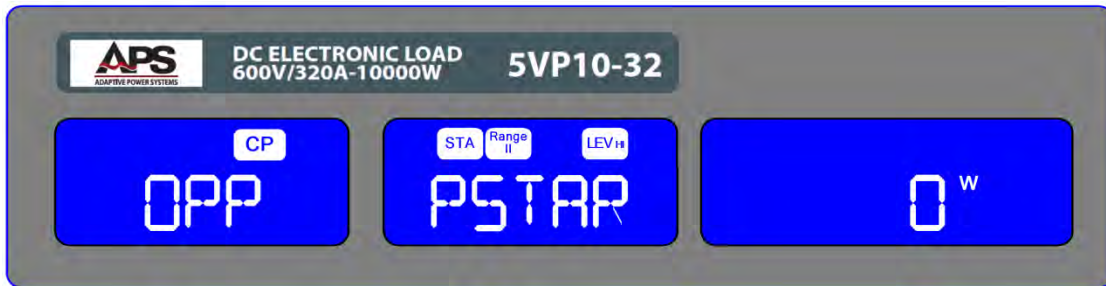 APS
ADAPTIVE POWER SYSTEMS
DC ELECTRONIC LOAD
600V/320A-10000W
5VP10-32
CP
OPP
STA
Range
II
LEV HI
PSTAR
0 W